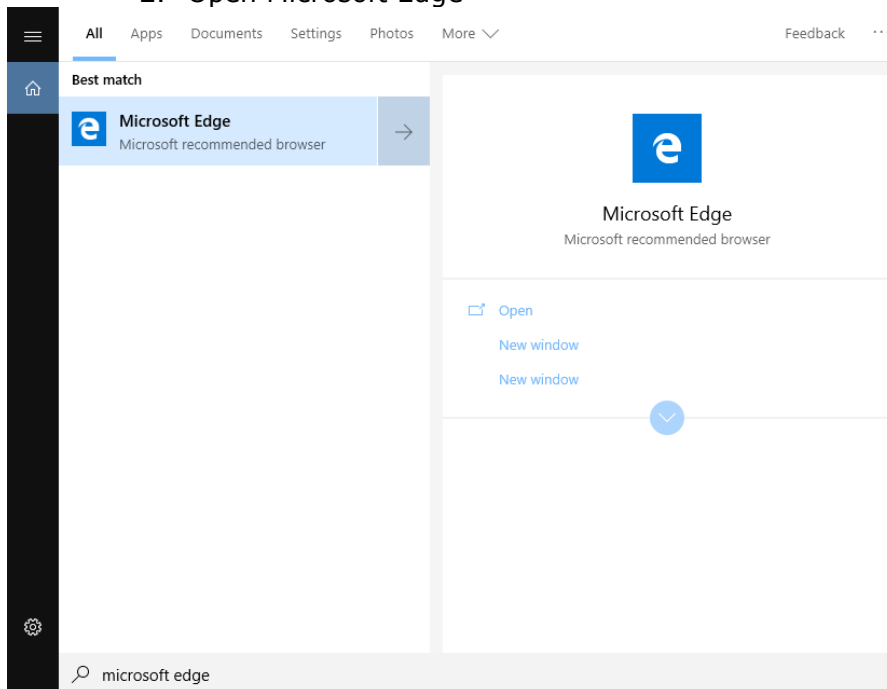 Open Microsoft Edge
All Apps Documents Settings Photos More Feedback ··
Best match
Microsoft Edge
Microsoft recommended browser
Microsoft Edge
Microsoft recommended browser
Open
New window
New window
microsoft edge